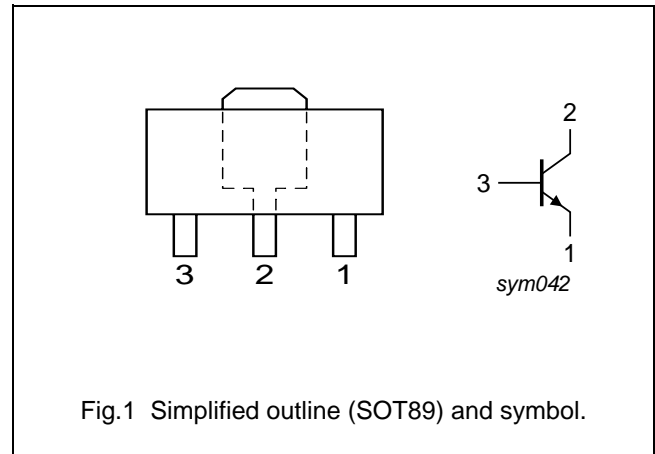 2
3
1
sym042
3 2 1
Fig.1 Simplified outline (SOT89) and symbol.